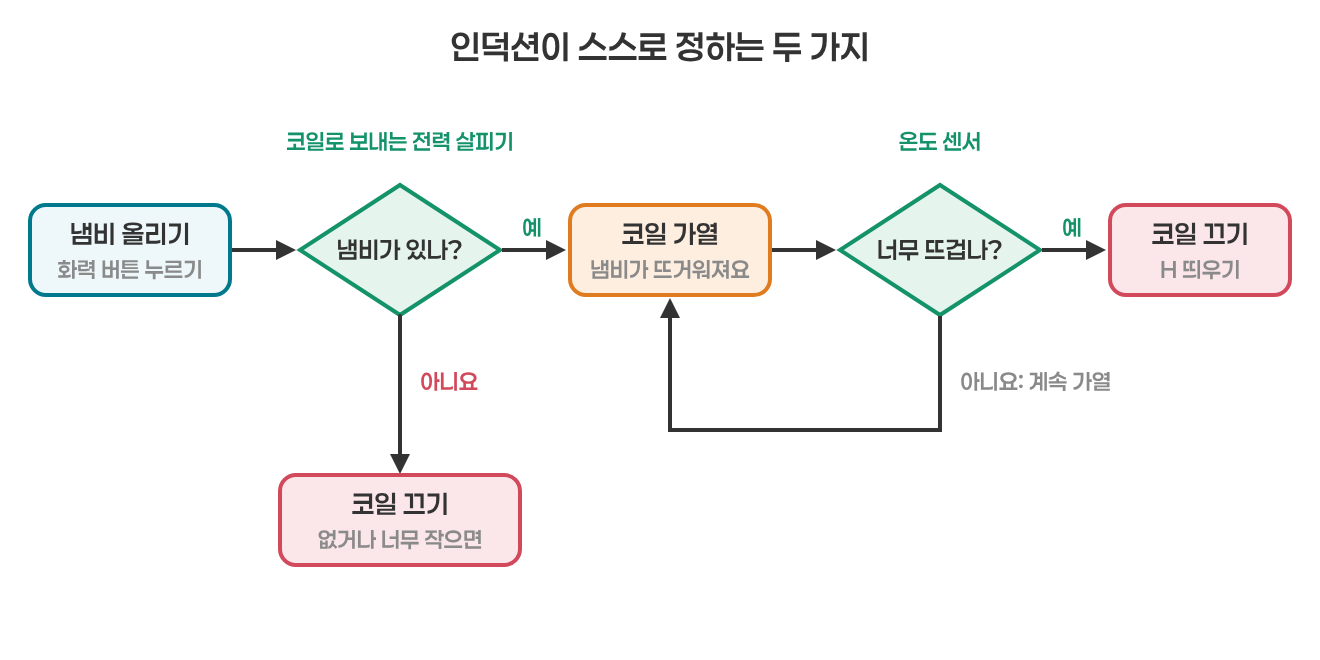 인덕션이 스스로 정하는 두 가지
코일로 보내는 전력 살피기
온도 센서
냄비 올리기
화력 버튼 누르기
냄비가 있나?
예
코일 가열
냄비가 뜨거워져요
너무 뜨겁나?
예
코일 끄기
H 띄우기
아니요
아니요: 계속 가열
코일 끄기
없거나 너무 작으면